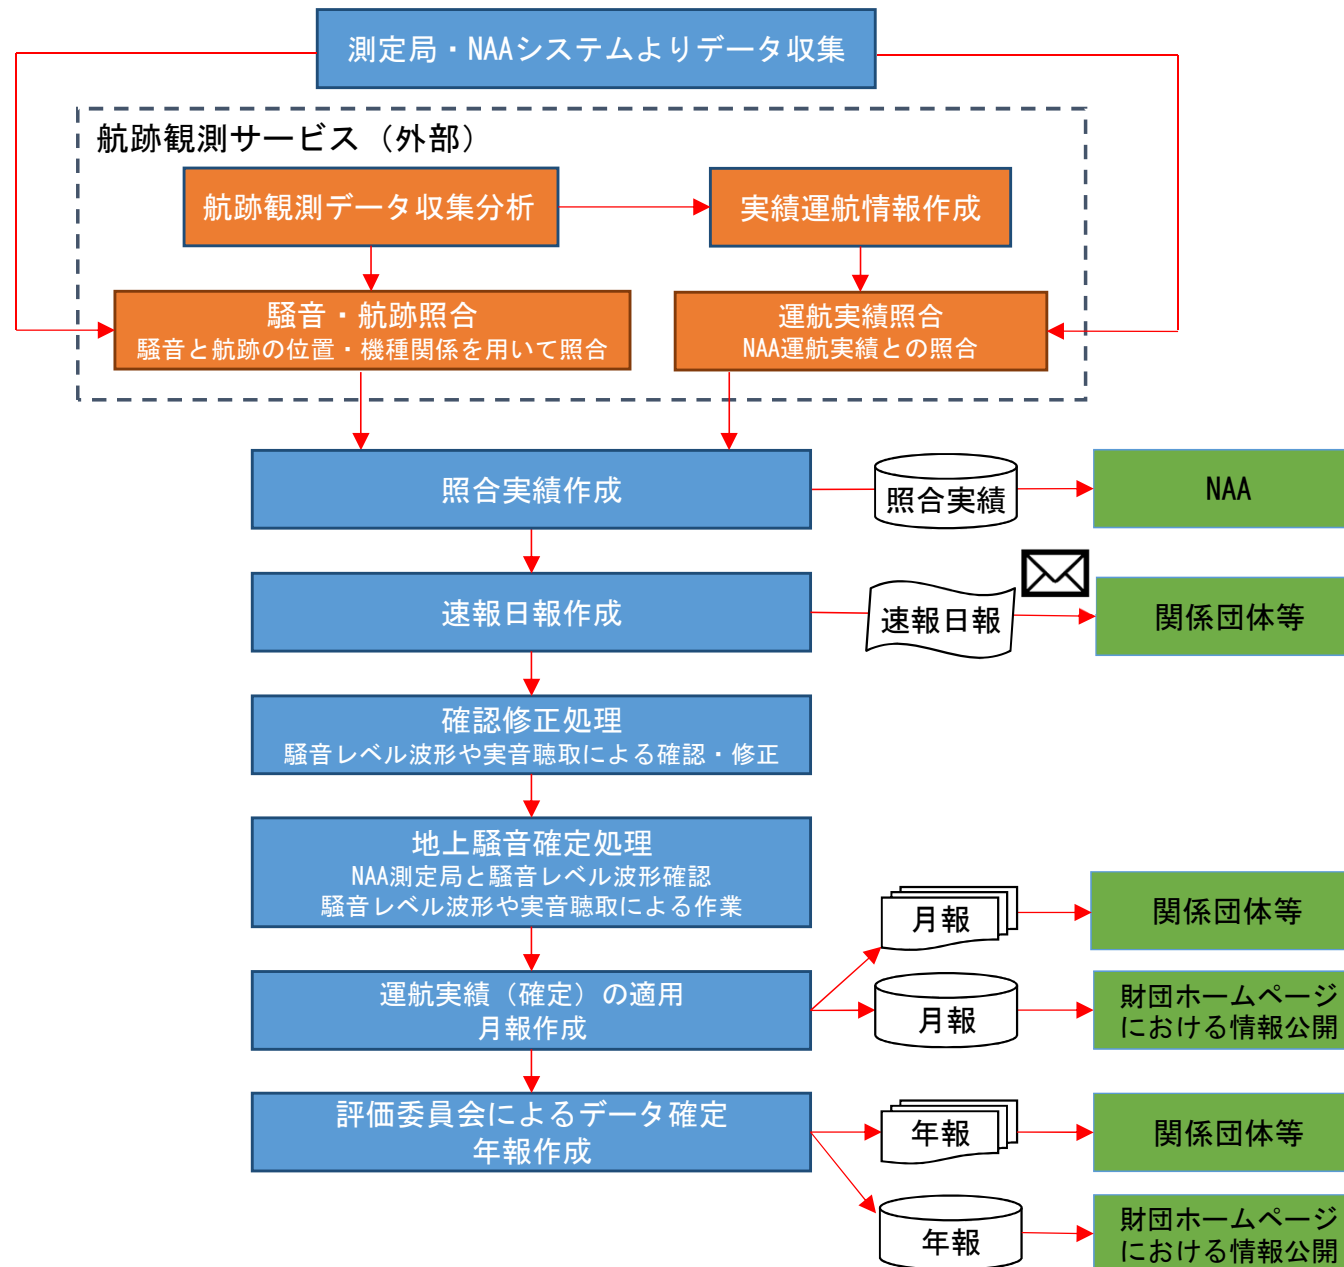 測定局・NAAシステムよりデータ収集
航跡観測サービス（外部）
航跡観測データ収集分析
実績運航情報作成
騒音・航跡照合
騒音と航跡の位置・機種関係を用いて照合
運航実績照合
NAA運航実績との照合
照合実績作成
照合実績
NAA
速報日報作成
速報日報
関係団体等
確認修正処理
騒音レベル波形や実音聴取による確認・修正
地上騒音確定処理
NAA測定局と騒音レベル波形確認
騒音レベル波形や実音聴取による作業
月報
関係団体等
運航実績（確定）の適用
月報作成
月報
財団ホームページ
における情報公開
評価委員会によるデータ確定
年報作成
年報
関係団体等
年報
財団ホームページ
における情報公開